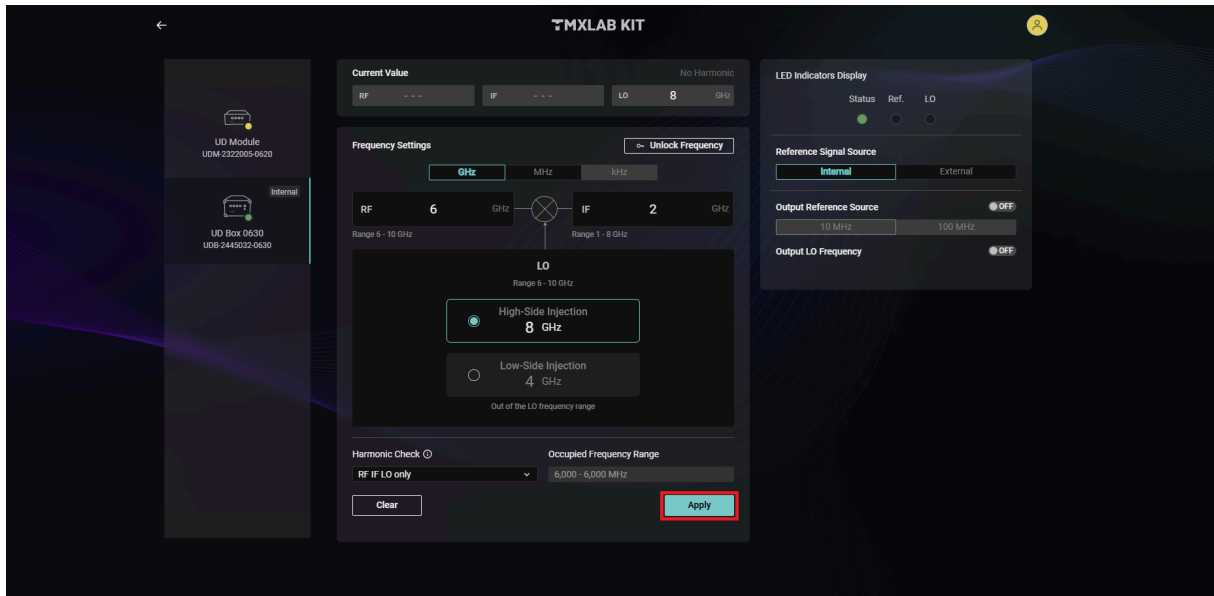 TMXLAB KIT
UD Module
UDM-2322005-0620
Internal
UD Box 0630
UDB-2445032-0630
Current Value
No Harmonic
RF - - - IF - - - LO 8 GHz
Frequency Settings
Unlock Frequency
GHz MHz kHz
RF 6 GHz IF 2 GHz
Range 6 - 10 GHz Range 1 - 8 GHz
LO
Range 6 - 10 GHz
High-Side Injection
8 GHz
Low-Side Injection
4 GHz
Out of the LO frequency range
Harmonic Check Occupied Frequency Range
RF IF LO only 6,000 - 6,000 MHz
Clear Apply
LED Indicators Display
Status Ref. LO
Reference Signal Source
Internal External
Output Reference Source OFF
10 MHz 100 MHz
Output LO Frequency OFF